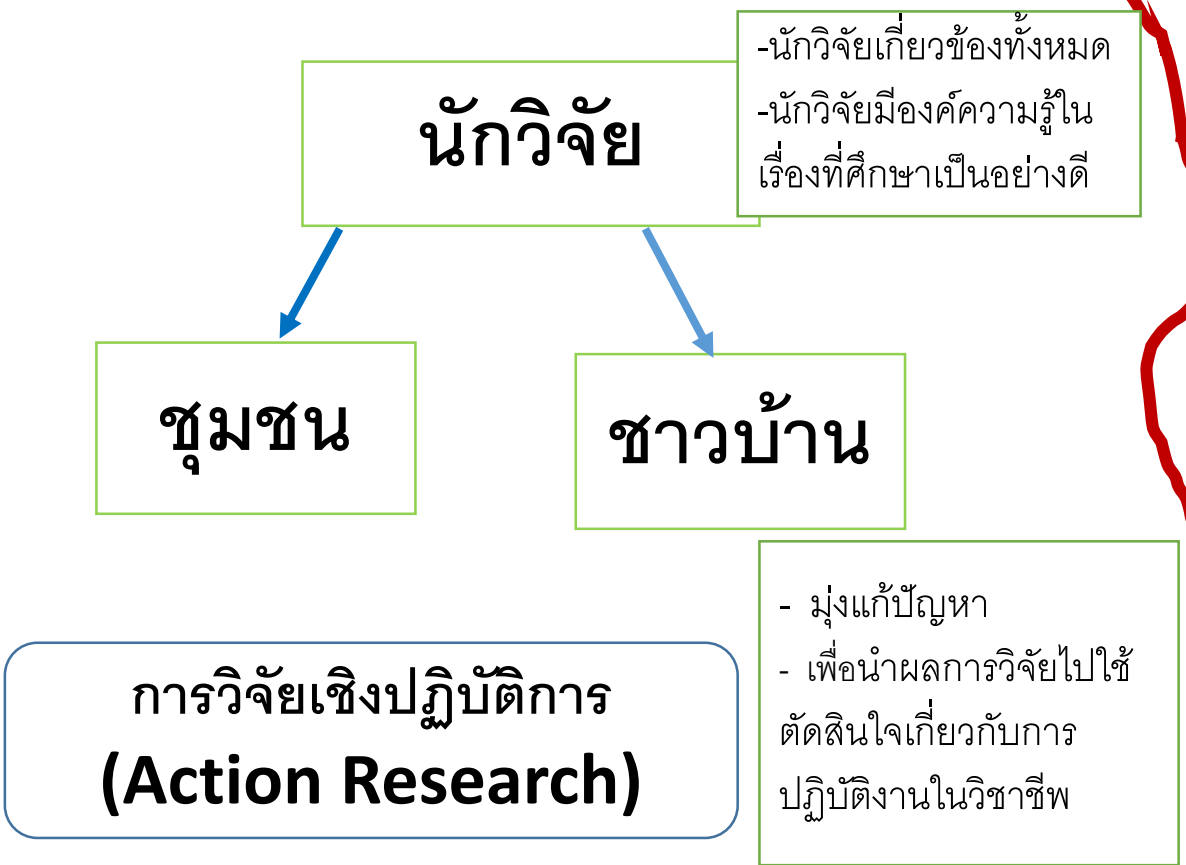 นักวิจัย
-นักวิจัยเกี่ยวข้องทั้งหมด
-นักวิจัยมีองค์ความรู้ใน
เรื่องที่ศึกษาเป็นอย่างดี
ชุมชน
ชาวบ้าน
การวิจัยเชิงปฏิบัติการ
(Action Research)
- มุ่งแก้ปัญหา
- เพื่อนำผลการวิจัยไปใช้
ตัดสินใจเกี่ยวกับการ
ปฏิบัติงานในวิชาชีพ